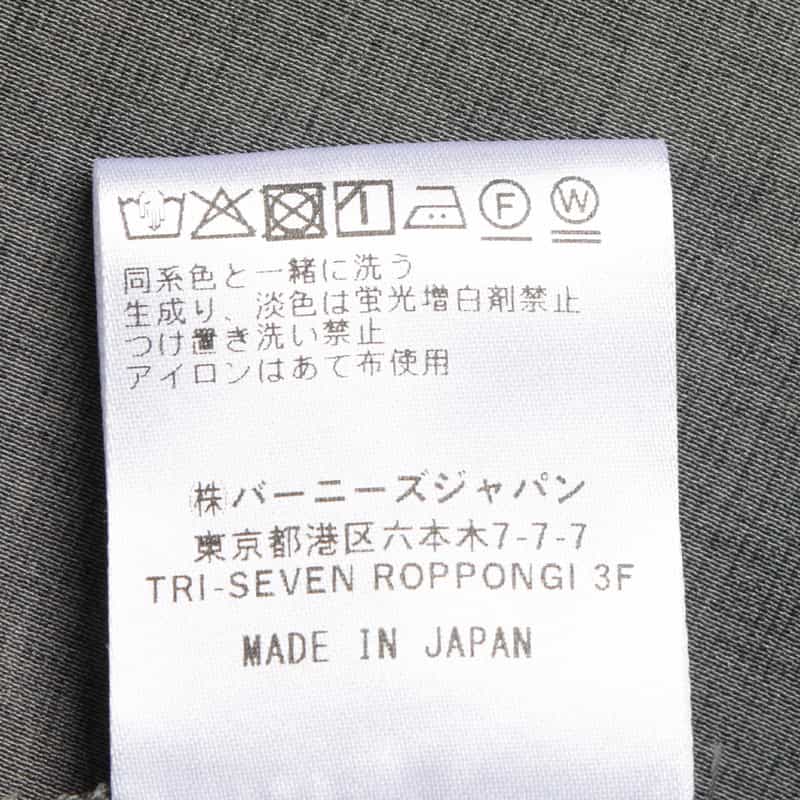 F W
同系色と一緒に洗う
生成り、淡色は蛍光増白剤禁止
つけ置き洗い禁止
アイロンはあて布使用
㈱バーニーズジャパン
東京都港区六本木7-7-7
TRI-SEVEN ROPPONGI 3F
MADE IN JAPAN